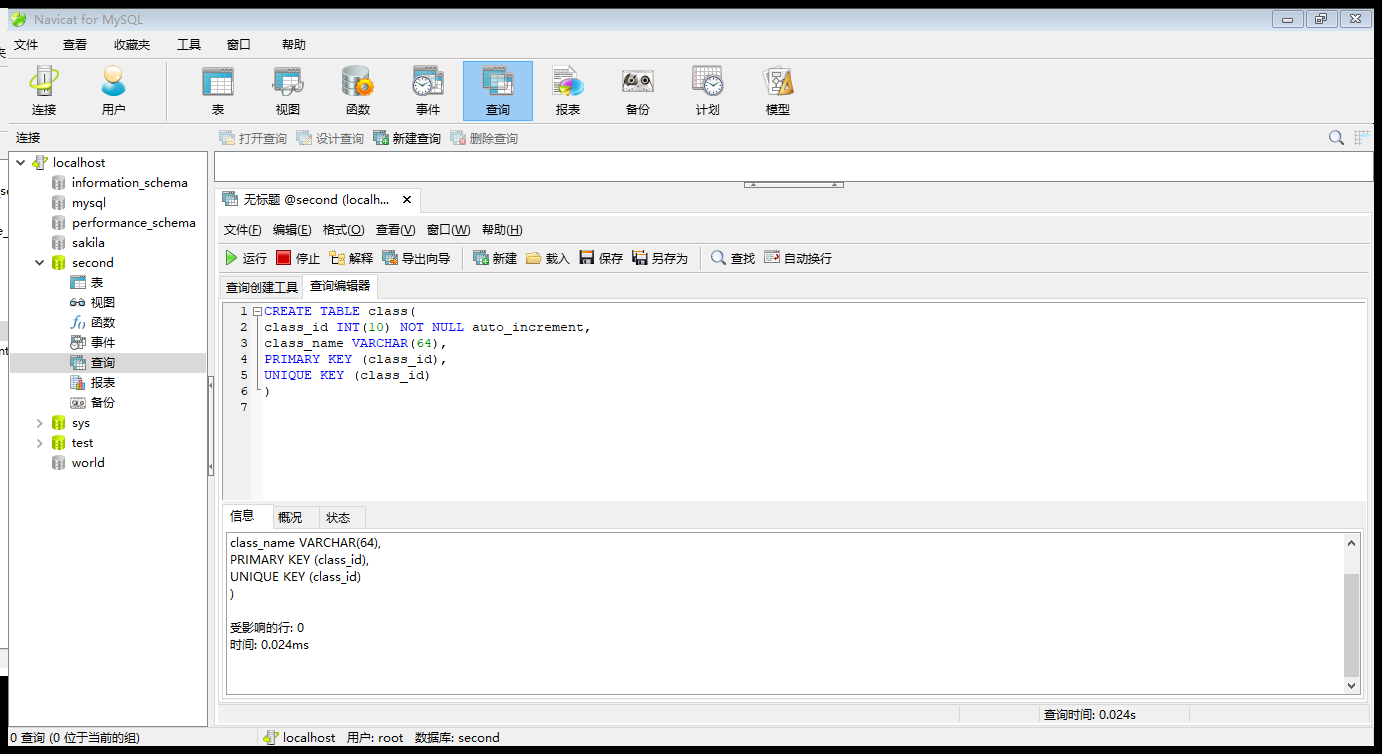 Navicat for MySQL
文件 查看 收藏夹 工具 窗口 帮助
连接 用户 表 视图 函数 事件 查询 报表 备份 计划 模型
连接
打开查询 设计查询 新建查询 删除查询
localhost
information_schema
mysql
performance_schema
sakila
second
表
视图
函数
事件
查询
报表
备份
sys
test
world
无标题 @second (localh...
文件(F) 编辑(E) 格式(O) 查看(V) 窗口(W) 帮助(H)
运行 停止 解释 导出向导 新建 载入 保存 另存为 查找 自动换行
查询创建工具 查询编辑器
1 CREATE TABLE class(
2 class_id INT(10) NOT NULL auto_increment,
3 class_name VARCHAR(64),
4 PRIMARY KEY (class_id),
5 UNIQUE KEY (class_id)
6 )
7
信息 概况 状态
class_name VARCHAR(64),
PRIMARY KEY (class_id),
UNIQUE KEY (class_id)
)
受影响的行: 0
时间: 0.024ms
查询时间: 0.024s
0 查询 (0 位于当前的组) localhost 用户: root 数据库: second